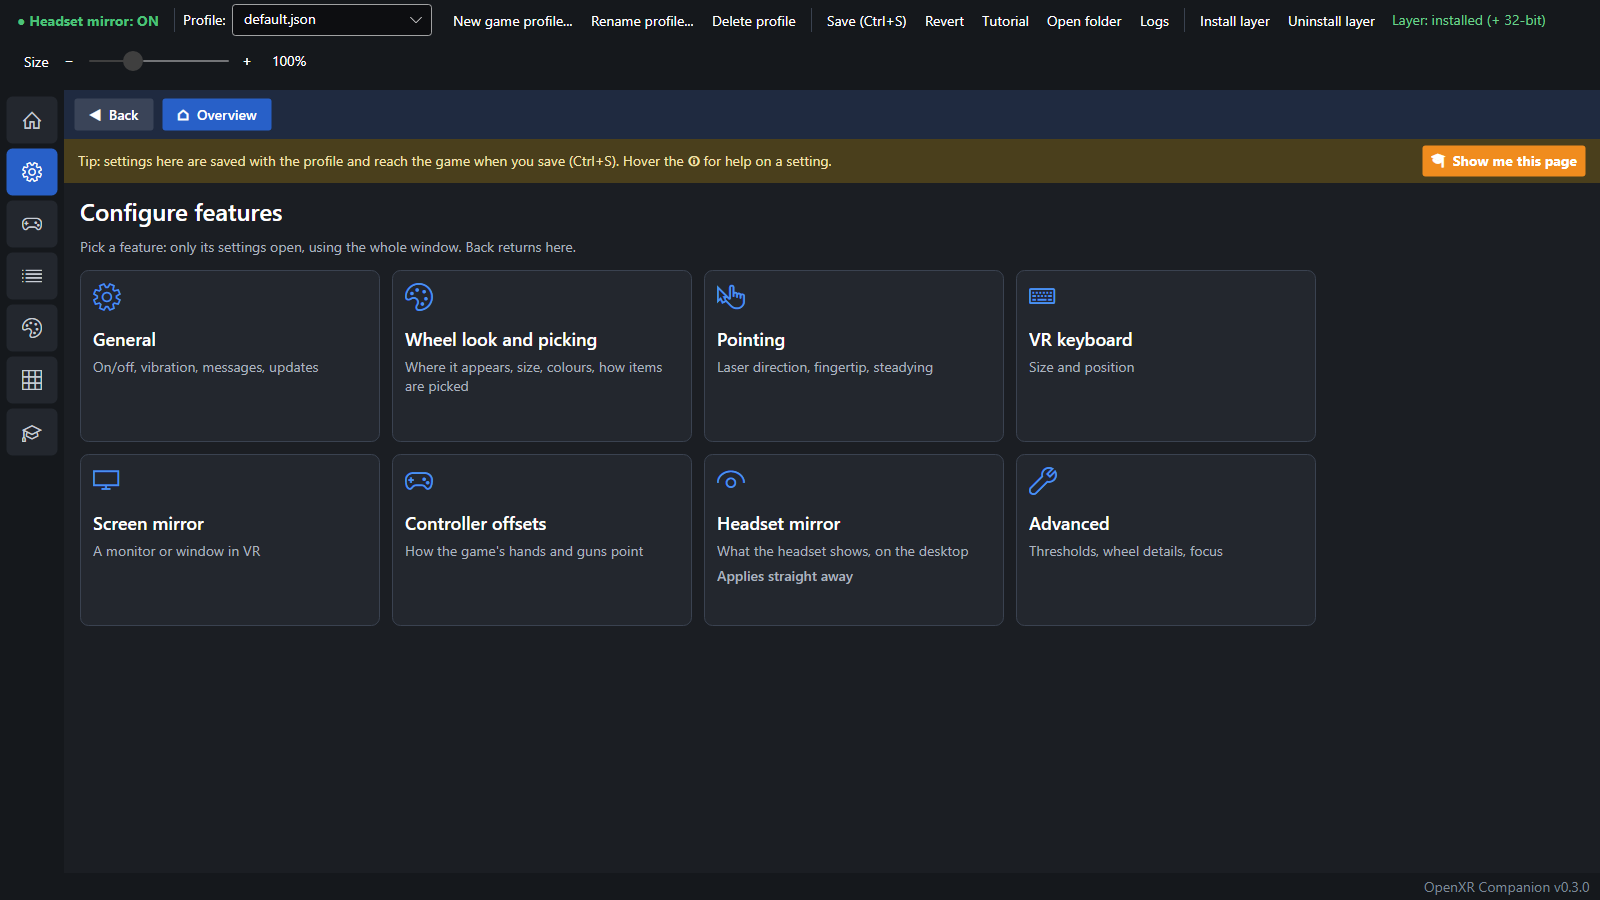 ● Headset mirror: ON
Profile:
default.json
New game profile...
Rename profile...
Delete profile
Save (Ctrl+S)
Revert
Tutorial
Open folder
Logs
Install layer
Uninstall layer
Layer: installed (+ 32-bit)
Size − + 100%
◀ Back
Overview
Tip: settings here are saved with the profile and reach the game when you save (Ctrl+S). Hover the ⓘ for help on a setting.
Show me this page
Configure features
Pick a feature: only its settings open, using the whole window. Back returns here.
General
On/off, vibration, messages, updates
Wheel look and picking
Where it appears, size, colours, how items
are picked
Pointing
Laser direction, fingertip, steadying
VR keyboard
Size and position
Screen mirror
A monitor or window in VR
Controller offsets
How the game's hands and guns point
Headset mirror
What the headset shows, on the desktop
Applies straight away
Advanced
Thresholds, wheel details, focus
OpenXR Companion v0.3.0